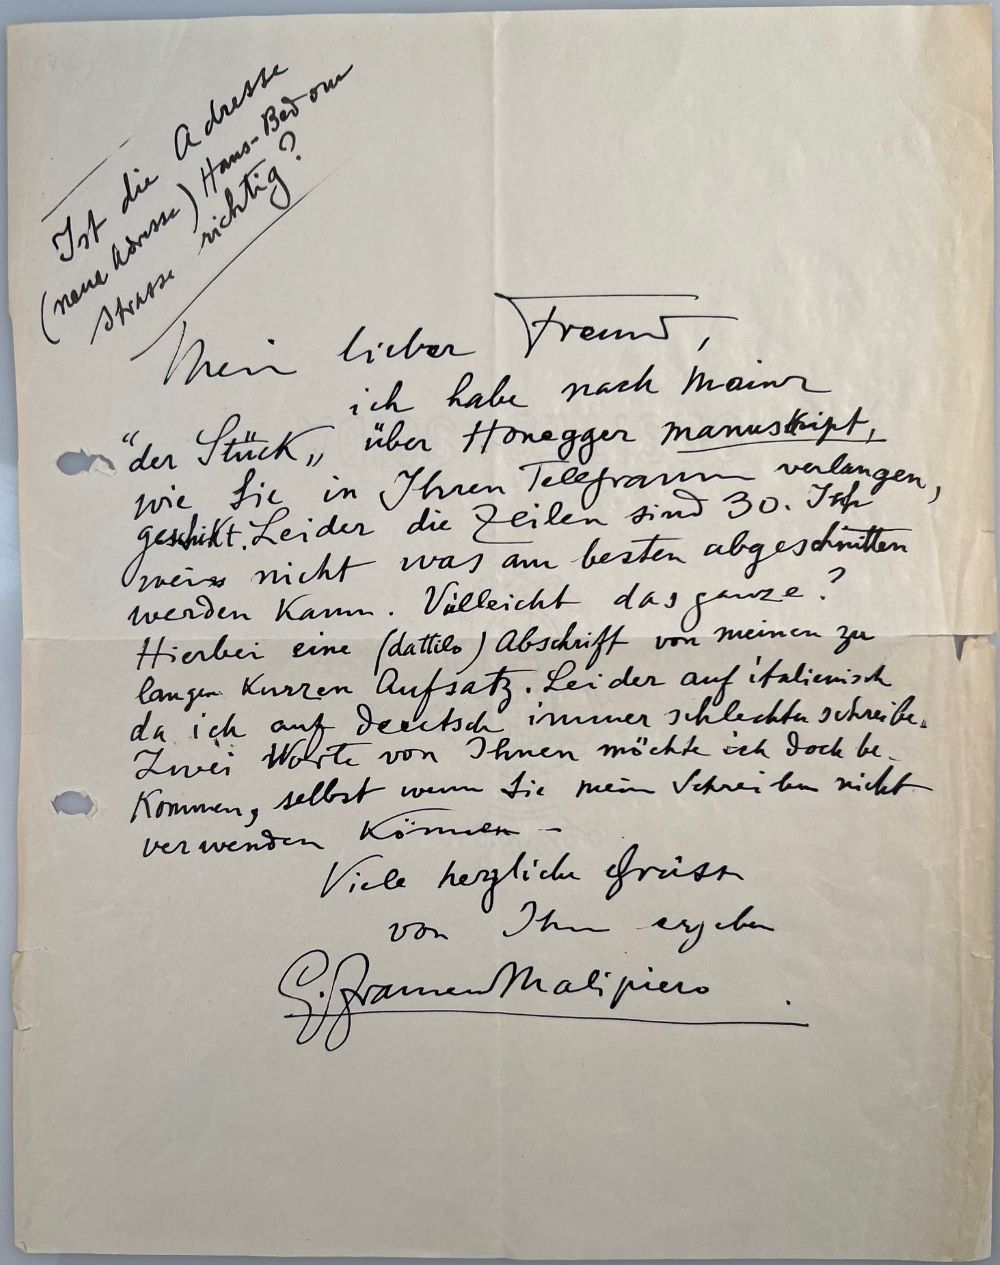 Ist die Adresse
(neue Adresse) Hans-Bedom
Strasse richtig?
Mein lieber Freund,
ich habe nach Mainz
"der Stück„ über Honegger manuskript,
wie Sie in Ihren Telegramm verlangen,
geschikt. Leider die Zeilen sind 30. Ich
weiss nicht was am besten abgeschnitten
werden Kann. Villeicht das ganze?
Hierbei eine (dattilo) Abschrift von meinen zu
langen Kurzen Aufsatz. Leider auf italienisch
da ich auf deutsch immer schlechter schreibe.
Zwei Worte von Ihnen möchte ich doch be-
kommen, selbst wenn Sie mein Schreiben nicht
verwenden Können –
Viele herzliche Grüsse
von Ihn ergeben
G. Francesco Malipiero